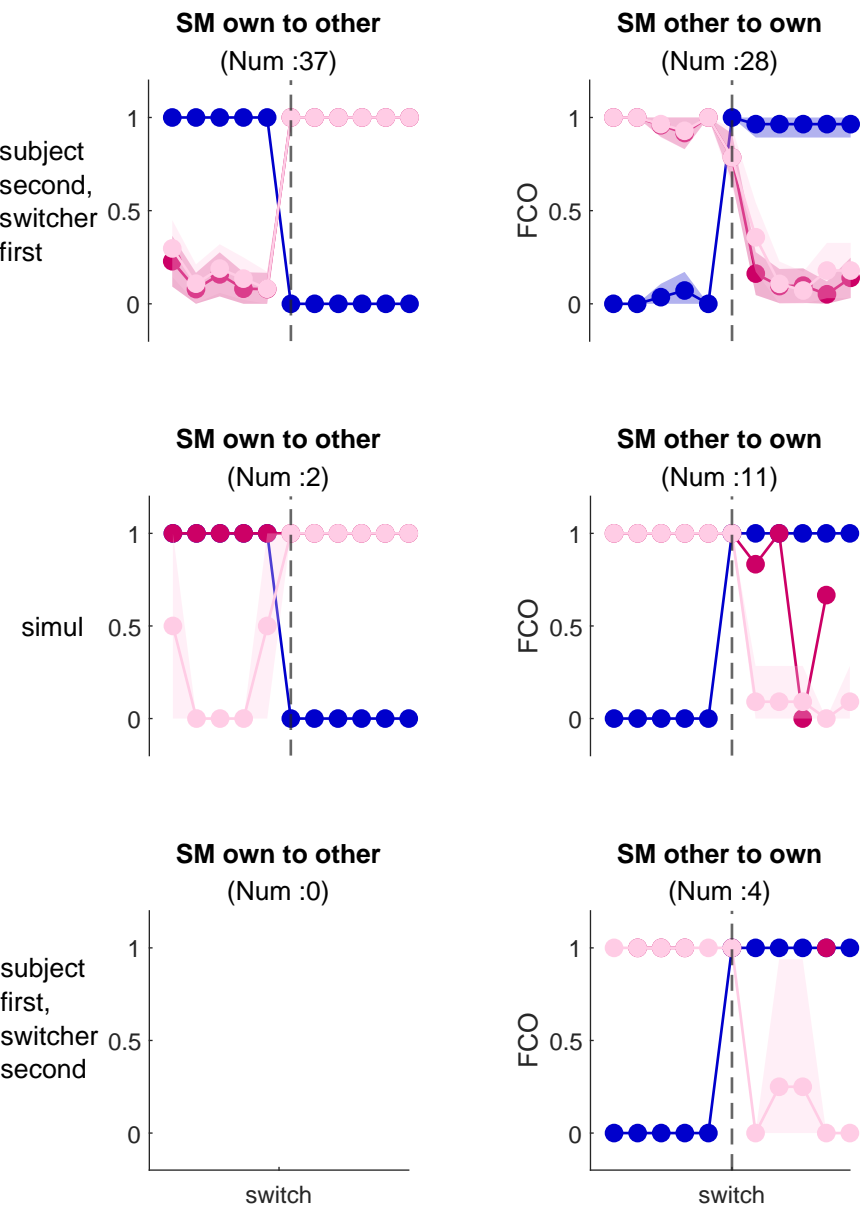 SM own to other
(Num :37)
SM other to own
(Num :28)
subject
second,
switcher
first
1
0.5
0
FCO
1
0.5
0
SM own to other
(Num :2)
SM other to own
(Num :11)
simul
1
0.5
0
FCO
1
0.5
0
SM own to other
(Num :0)
SM other to own
(Num :4)
subject
first,
switcher
second
1
0.5
0
FCO
1
0.5
0
switch
switch